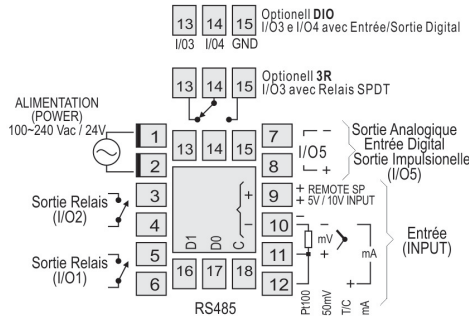 13 14 15 Optionell DIO
I/O3 e I/O4 avec Entrée/Sortie Digital
I/03 I/04 GND
13 14 15 Optionell 3R
I/O3 avec Relais SPDT
ALIMENTATION
(POWER)
100~240 Vac / 24V
1
2
Sortie Relais
(I/O2)
3
4
Sortie Relais
(I/O1)
5
6
13 14 15
+
−
D1 D0 C
16 17 18
RS485
7
8
I/O5
−
+
Sortie Analogique
Entrée Digital
Sortie Impulsionelle
(I/O5)
9
+ REMOTE SP
+ 5V / 10V INPUT
10
11
12
− − −
mV
+
+
mA
Entrée
(INPUT)
Pt100
50mV
T/C
mA